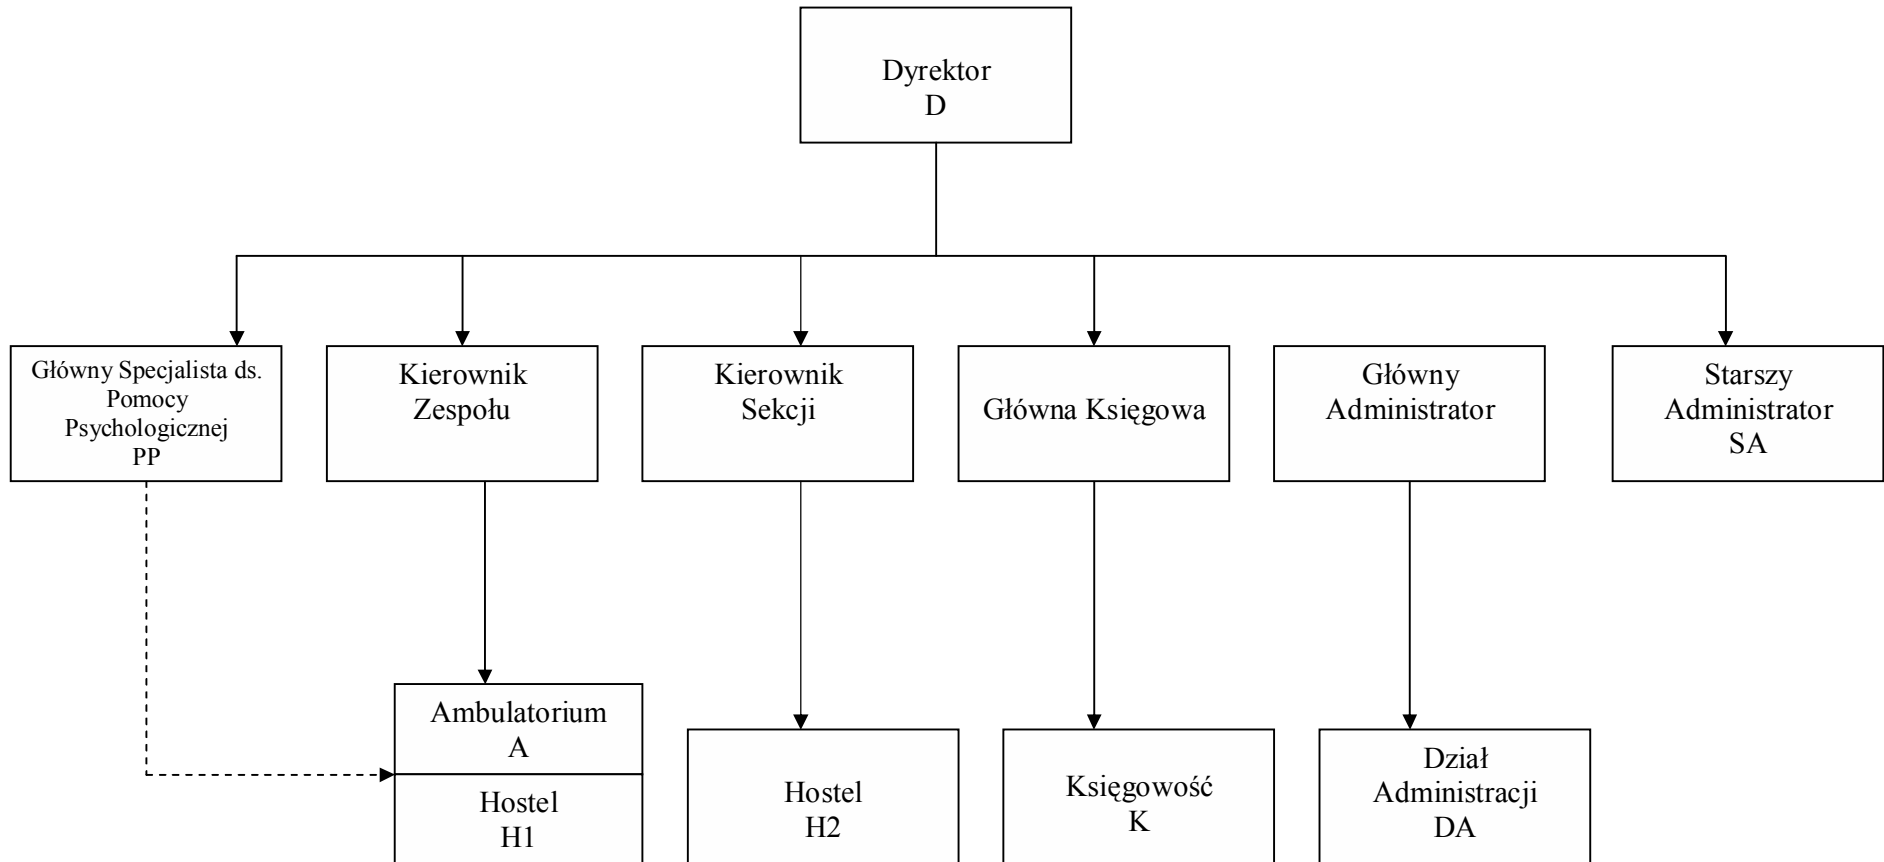 Dyrektor
D
Główny Specjalista ds.
Pomocy
Psychologicznej
PP
Kierownik
Zespołu
Kierownik
Sekcji
Główna Księgowa
Główny
Administrator
Starszy
Administrator
SA
Ambulatorium
A
Hostel
H1
Hostel
H2
Księgowość
K
Dział
Administracji
DA